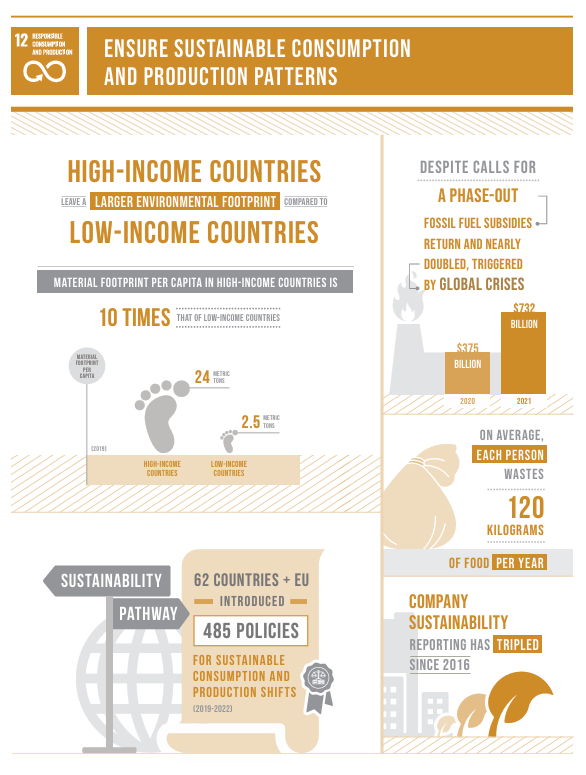 12 RESPONSIBLE
CONSUMPTION
AND PRODUCTION
ENSURE SUSTAINABLE CONSUMPTION
AND PRODUCTION PATTERNS
HIGH-INCOME COUNTRIES
LEAVE A LARGER ENVIRONMENTAL FOOTPRINT COMPARED TO
LOW-INCOME COUNTRIES
MATERIAL FOOTPRINT PER CAPITA IN HIGH-INCOME COUNTRIES IS
10 TIMES THAT OF LOW-INCOME COUNTRIES
MATERIAL
FOOTPRINT
PER
CAPITA
24 METRIC
TONS
2.5 METRIC
TONS
(2019)
HIGH-INCOME
COUNTRIES
LOW-INCOME
COUNTRIES
SUSTAINABILITY
PATHWAY
62 COUNTRIES + EU
INTRODUCED
485 POLICIES
FOR SUSTAINABLE
CONSUMPTION AND
PRODUCTION SHIFTS
(2019-2022)
DESPITE CALLS FOR
A PHASE-OUT
FOSSIL FUEL SUBSIDIES
RETURN AND NEARLY
DOUBLED, TRIGGERED
BY GLOBAL CRISES
$375
BILLION
2020
$732
BILLION
2021
ON AVERAGE,
EACH PERSON
WASTES
120
KILOGRAMS
OF FOOD PER YEAR
COMPANY
SUSTAINABILITY
REPORTING HAS TRIPLED
SINCE 2016